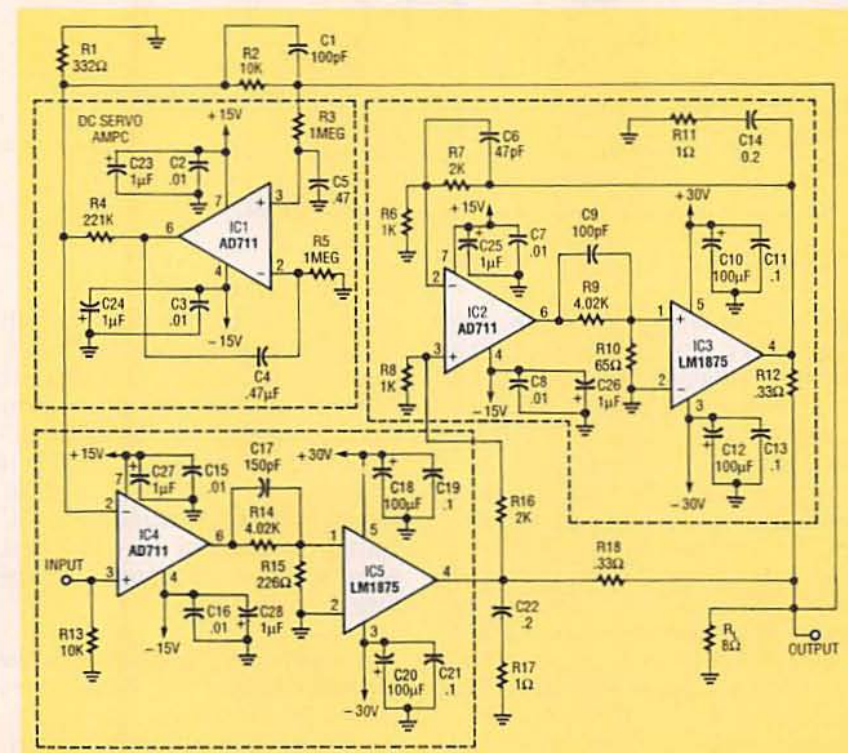 R1
332Ω
R2
10K
C1
100pF
DC SERVO
AMPC
+15V
R3
1MEG
C23
1µF
C2
.01
R4
221K
7
6
3
+
IC1
AD711
−
2
4
C5
.47
R5
1MEG
C24
1µF
C3
.01
−15V
C4
.47µF
R11
1Ω
C14
0.2
C6
47pF
R7
2K
R6
1K
+15V
+30V
C25
1µF
C7
.01
C9
100pF
C10
100µF
C11
.1
7
2
−
IC2
AD711
6
R9
4.02K
1
+
5
IC3
LM1875
4
R8
1K
3
+
4
R10
65Ω
2
−
3
R12
.33Ω
−15V
C8
.01
C26
1µF
C12
100µF
C13
.1
−30V
+15V
7
C27
1µF
C15
.01
C17
150pF
+30V
C18
100µF
C19
.1
R16
2K
2
−
IC4
AD711
6
R14
4.02K
1
+
5
IC5
LM1875
4
R18
.33Ω
INPUT
3
+
4
R15
226Ω
2
−
3
C22
.2
R13
10K
C16
.01
C28
1µF
−15V
C20
100µF
C21
.1
−30V
R17
1Ω
RL
8Ω
OUTPUT